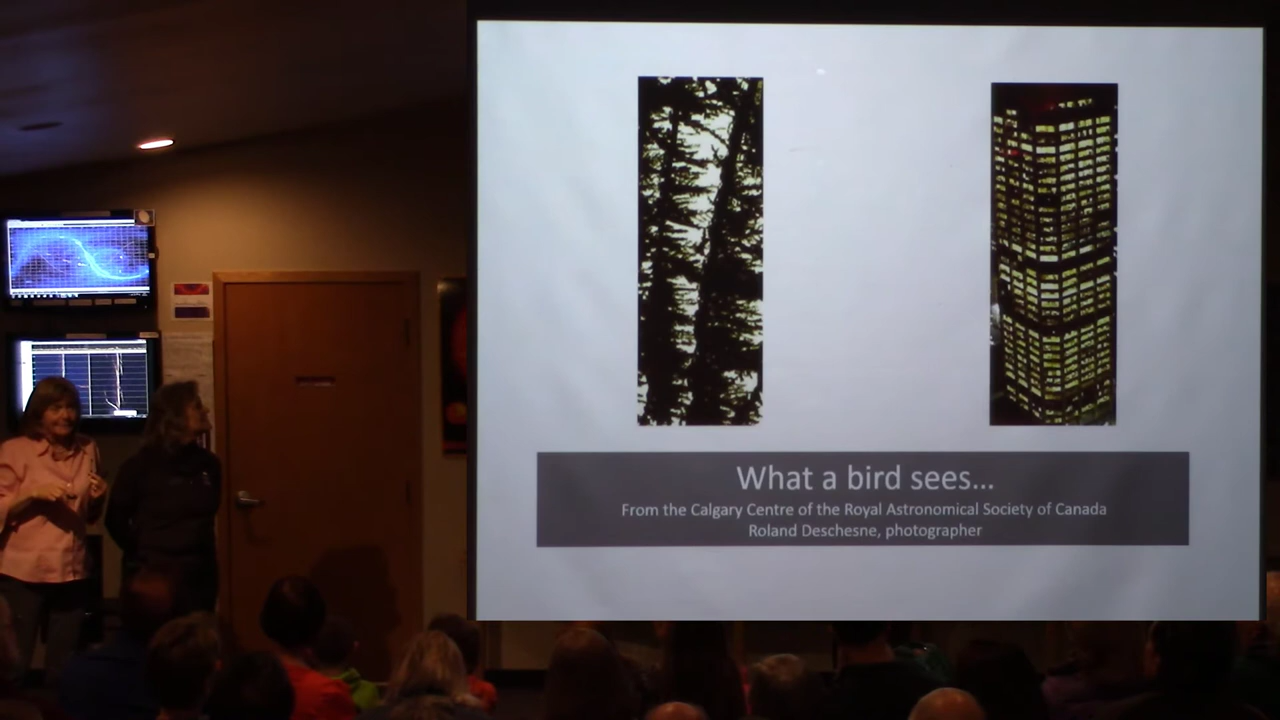 What a bird sees...
From the Calgary Centre of the Royal Astronomical Society of Canada
Roland Deschesne, photographer